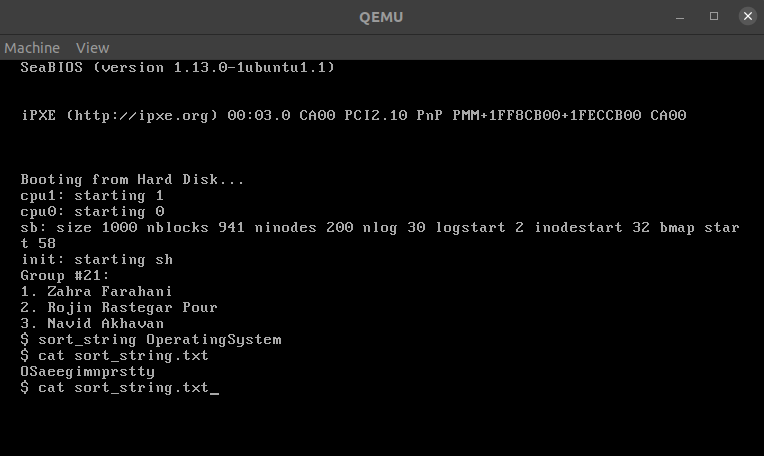 QEMU
Machine View
SeaBIOS (version 1.13.0-1ubuntu1.1)
iPXE (http://ipxe.org) 00:03.0 CA00 PCI2.10 PnP PMM+1FF8CB00+1FECCB00 CA00
Booting from Hard Disk...
cpu1: starting 1
cpu0: starting 0
sb: size 1000 nblocks 941 ninodes 200 nlog 30 logstart 2 inodestart 32 bmap star
t 58
init: starting sh
Group #21:
1. Zahra Farahani
2. Rojin Rastegar Pour
3. Navid Akhavan
$ sort_string OperatingSystem
$ cat sort_string.txt
OSaeegimnprstty
$ cat sort_string.txt_